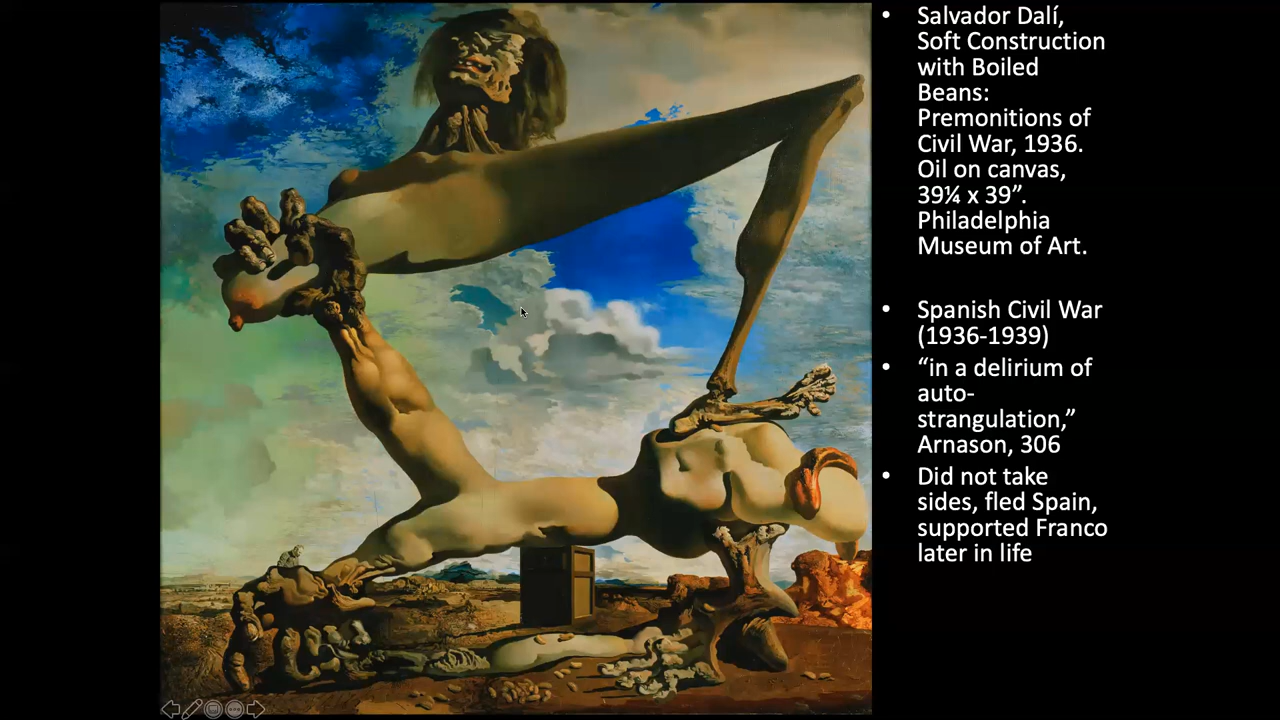 Salvador Dalí,
Soft Construction
with Boiled
Beans:
Premonitions of
Civil War, 1936.
Oil on canvas,
39¼ x 39”.
Philadelphia
Museum of Art.
Spanish Civil War
(1936-1939)
“in a delirium of
auto-
strangulation,”
Arnason, 306
Did not take
sides, fled Spain,
supported Franco
later in life